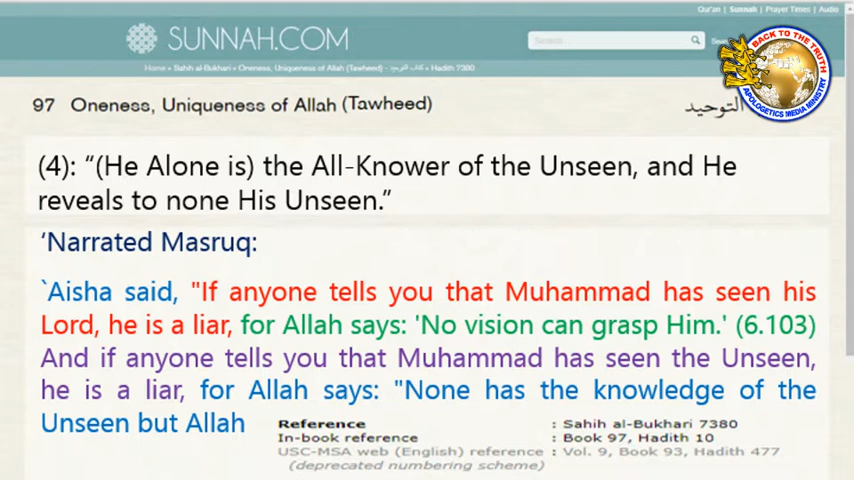 Qur'an | Sunnah | Prayer Times | Audio
SUNNAH.COM
Search...
Home » Sahih al-Bukhari » Oneness, Uniqueness of Allah (Tawheed) - كتاب التوحيد » Hadith 7380
97 Oneness, Uniqueness of Allah (Tawheed)
التوحيد
BACK TO THE TRUTH
APOLOGETICS MEDIA MINISTRY
(4): “(He Alone is) the All-Knower of the Unseen, and He
reveals to none His Unseen.”
‘Narrated Masruq:
`Aisha said, "If anyone tells you that Muhammad has seen his
Lord, he is a liar, for Allah says: 'No vision can grasp Him.' (6.103)
And if anyone tells you that Muhammad has seen the Unseen,
he is a liar, for Allah says: "None has the knowledge of the
Unseen but Allah
Reference : Sahih al-Bukhari 7380
In-book reference : Book 97, Hadith 10
USC-MSA web (English) reference : Vol. 9, Book 93, Hadith 477
(deprecated numbering scheme)